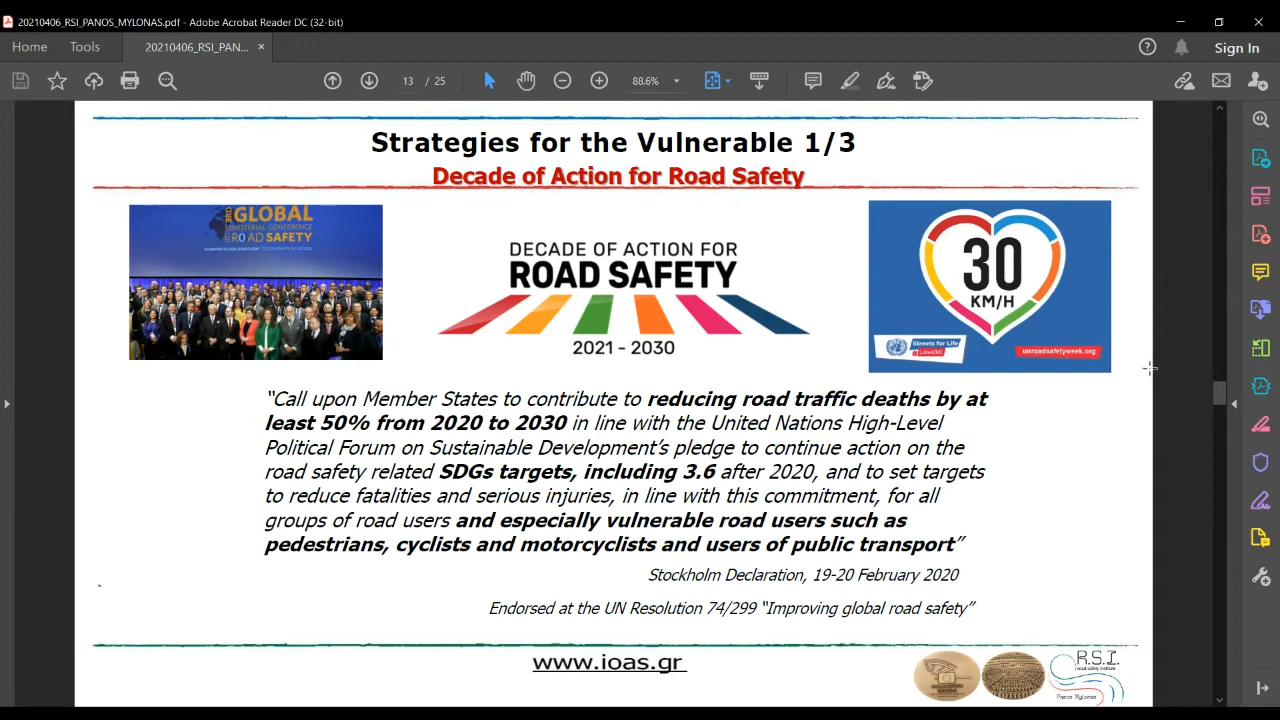 20210406_RSI_PANOS_MYLONAS.pdf - Adobe Acrobat Reader DC (32-bit)
Home
Tools
20210406_RSI_PAN...
Sign In
13 / 25
88.6%
Strategies for the Vulnerable 1/3
Decade of Action for Road Safety
GLOBAL
MINISTERIAL CONFERENCE
ROAD SAFETY
DECADE OF ACTION FOR
ROAD SAFETY
2021 - 2030
30
KM/H
Streets for Life
#Love30
unroadsafetyweek.org
“Call upon Member States to contribute to reducing road traffic deaths by at
least 50% from 2020 to 2030 in line with the United Nations High-Level
Political Forum on Sustainable Development’s pledge to continue action on the
road safety related SDGs targets, including 3.6 after 2020, and to set targets
to reduce fatalities and serious injuries, in line with this commitment, for all
groups of road users and especially vulnerable road users such as
pedestrians, cyclists and motorcyclists and users of public transport”
Stockholm Declaration, 19-20 February 2020
Endorsed at the UN Resolution 74/299 “Improving global road safety”
www.ioas.gr
R.S.I.
road safety institute
Panos Mylonas